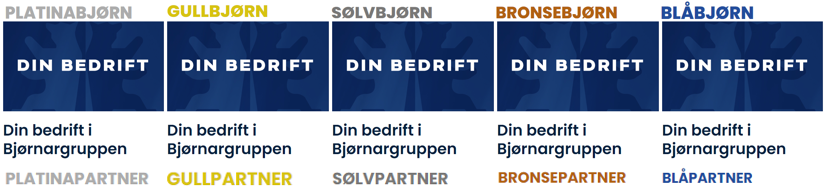 PLATINABJØRN
DIN BEDRIFT
Din bedrift i
Bjørnargruppen
PLATINAPARTNER
GULLBJØRN
DIN BEDRIFT
Din bedrift i
Bjørnargruppen
GULLPARTNER
SØLVBJØRN
DIN BEDRIFT
Din bedrift i
Bjørnargruppen
SØLVPARTNER
BRONSEBJØRN
DIN BEDRIFT
Din bedrift i
Bjørnargruppen
BRONSEPARTNER
BLÅBJØRN
DIN BEDRIFT
Din bedrift i
Bjørnargruppen
BLÅPARTNER